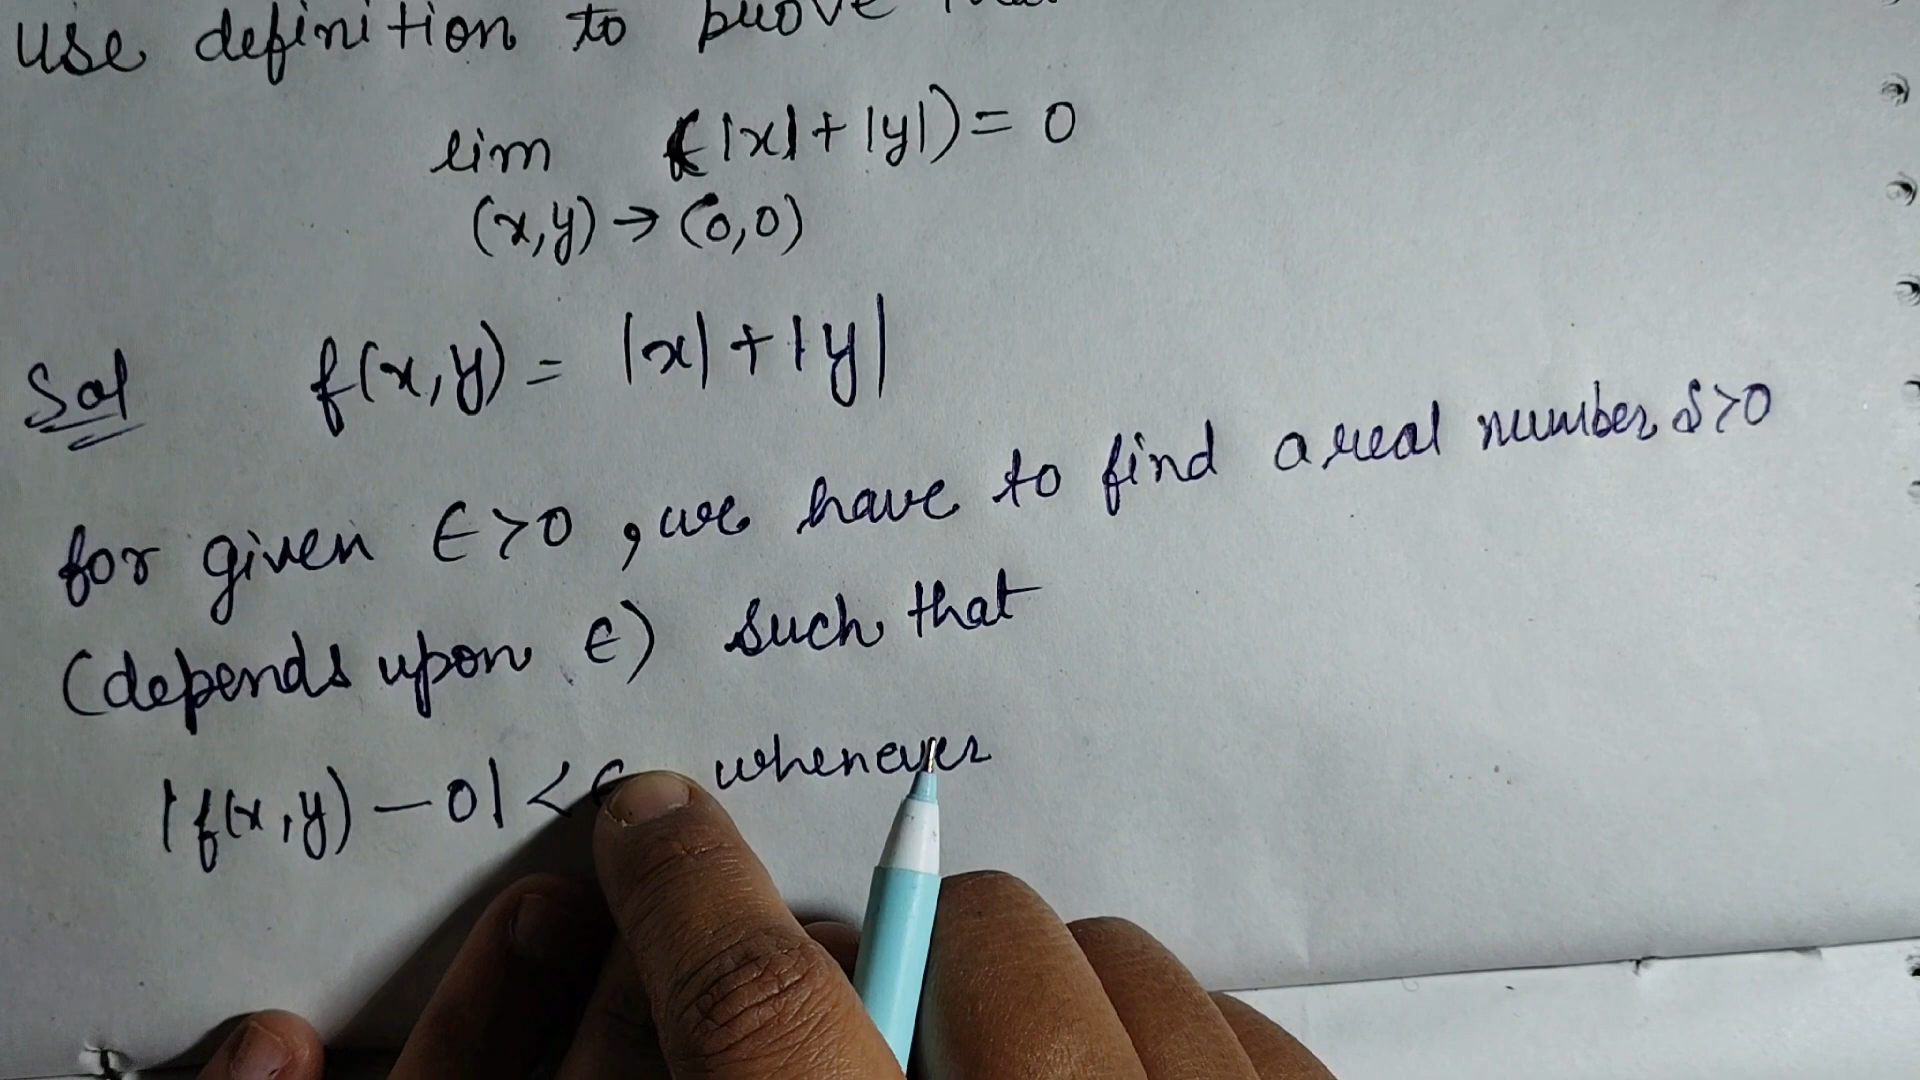 use definition to prove
lim (|x|+|y|)=0
(x,y)→(0,0)
Sol f(x,y) = |x|+|y|
for given ϵ>0, we have to find a real number δ>0
(depends upon ϵ) such that
|f(x,y)-0|<ϵ whenever